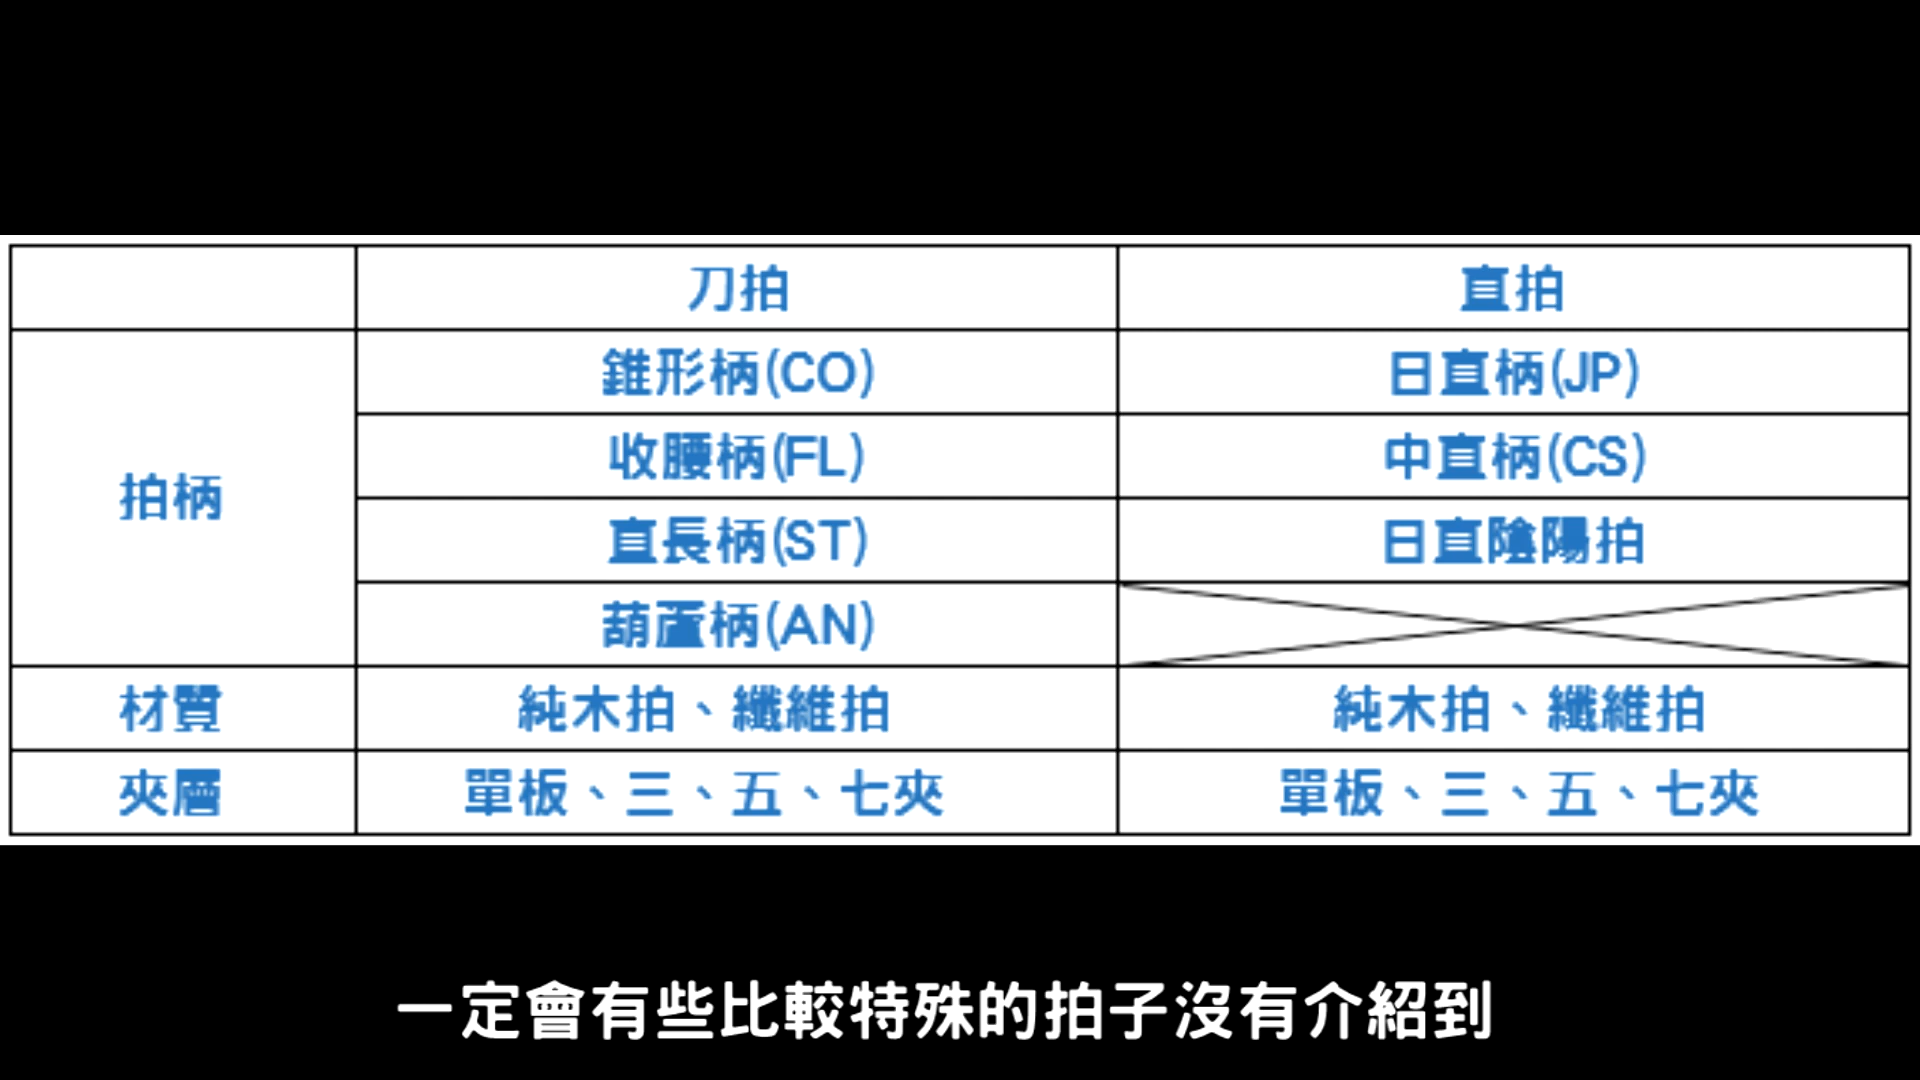 刀拍 直拍
拍柄 錐形柄(CO) 日直柄(JP)
收腰柄(FL) 中直柄(CS)
直長柄(ST) 日直陰陽拍
葫蘆柄(AN)
材質 純木拍、纖維拍 純木拍、纖維拍
夾層 單板、三、五、七夾 單板、三、五、七夾
一定會有些比較特殊的拍子沒有介紹到